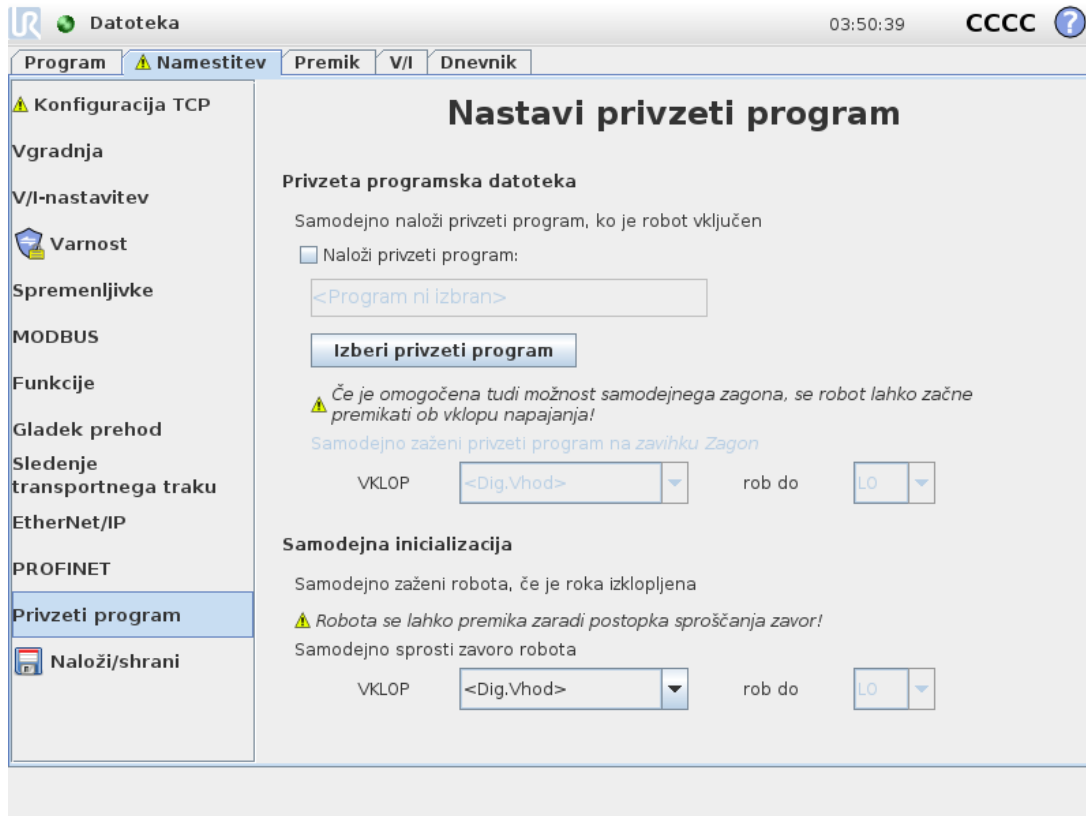 UR Datoteka 03:50:39 CCCC ?
Program Namestitev Premik V/I Dnevnik
Konfiguracija TCP
Vgradnja
V/I-nastavitev
Varnost
Spremenljivke
MODBUS
Funkcije
Gladek prehod
Sledenje
transportnega traku
EtherNet/IP
PROFINET
Privzeti program
Naloži/shrani
Nastavi privzeti program
Privzeta programska datoteka
Samodejno naloži privzeti program, ko je robot vključen
Naloži privzeti program:
<Program ni izbran>
Izberi privzeti program
Če je omogočena tudi možnost samodejnega zagona, se robot lahko začne
premikati ob vklopu napajanja!
Samodejno zaženi privzeti program na zavihku Zagon
VKLOP <Dig.Vhod> rob do LO
Samodejna inicializacija
Samodejno zaženi robota, če je roka izklopljena
Robota se lahko premika zaradi postopka sproščanja zavor!
Samodejno sprosti zavoro robota
VKLOP <Dig.Vhod> rob do LO